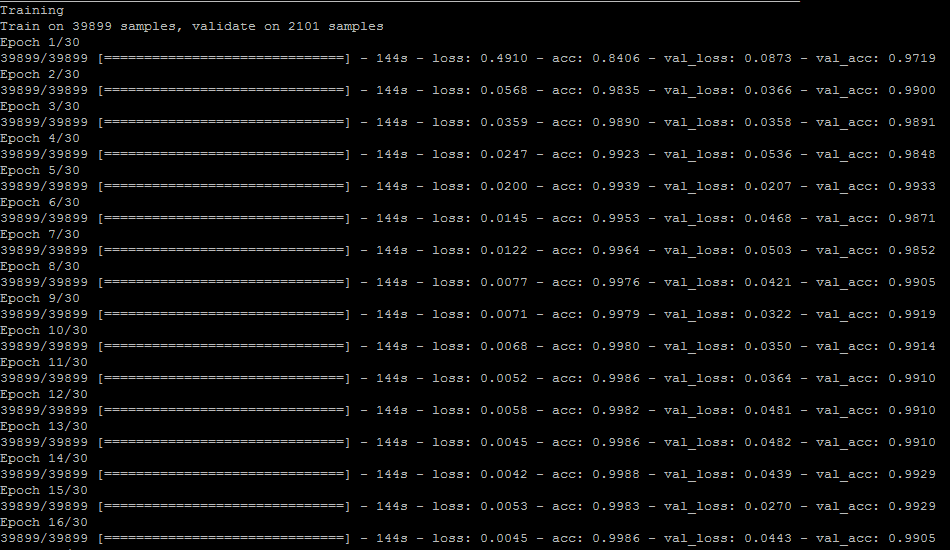 Training
Train on 39899 samples, validate on 2101 samples
Epoch 1/30
39899/39899 [==============================] - 144s - loss: 0.4910 - acc: 0.8406 - val_loss: 0.0873 - val_acc: 0.9719
Epoch 2/30
39899/39899 [==============================] - 144s - loss: 0.0568 - acc: 0.9835 - val_loss: 0.0366 - val_acc: 0.9900
Epoch 3/30
39899/39899 [==============================] - 144s - loss: 0.0359 - acc: 0.9890 - val_loss: 0.0358 - val_acc: 0.9891
Epoch 4/30
39899/39899 [==============================] - 144s - loss: 0.0247 - acc: 0.9923 - val_loss: 0.0536 - val_acc: 0.9848
Epoch 5/30
39899/39899 [==============================] - 144s - loss: 0.0200 - acc: 0.9939 - val_loss: 0.0207 - val_acc: 0.9933
Epoch 6/30
39899/39899 [==============================] - 144s - loss: 0.0145 - acc: 0.9953 - val_loss: 0.0468 - val_acc: 0.9871
Epoch 7/30
39899/39899 [==============================] - 144s - loss: 0.0122 - acc: 0.9964 - val_loss: 0.0503 - val_acc: 0.9852
Epoch 8/30
39899/39899 [==============================] - 144s - loss: 0.0077 - acc: 0.9976 - val_loss: 0.0421 - val_acc: 0.9905
Epoch 9/30
39899/39899 [==============================] - 144s - loss: 0.0071 - acc: 0.9979 - val_loss: 0.0322 - val_acc: 0.9919
Epoch 10/30
39899/39899 [==============================] - 144s - loss: 0.0068 - acc: 0.9980 - val_loss: 0.0350 - val_acc: 0.9914
Epoch 11/30
39899/39899 [==============================] - 144s - loss: 0.0052 - acc: 0.9986 - val_loss: 0.0364 - val_acc: 0.9910
Epoch 12/30
39899/39899 [==============================] - 144s - loss: 0.0058 - acc: 0.9982 - val_loss: 0.0481 - val_acc: 0.9910
Epoch 13/30
39899/39899 [==============================] - 144s - loss: 0.0045 - acc: 0.9986 - val_loss: 0.0482 - val_acc: 0.9910
Epoch 14/30
39899/39899 [==============================] - 144s - loss: 0.0042 - acc: 0.9988 - val_loss: 0.0439 - val_acc: 0.9929
Epoch 15/30
39899/39899 [==============================] - 144s - loss: 0.0053 - acc: 0.9983 - val_loss: 0.0270 - val_acc: 0.9929
Epoch 16/30
39899/39899 [==============================] - 144s - loss: 0.0045 - acc: 0.9986 - val_loss: 0.0443 - val_acc: 0.9905